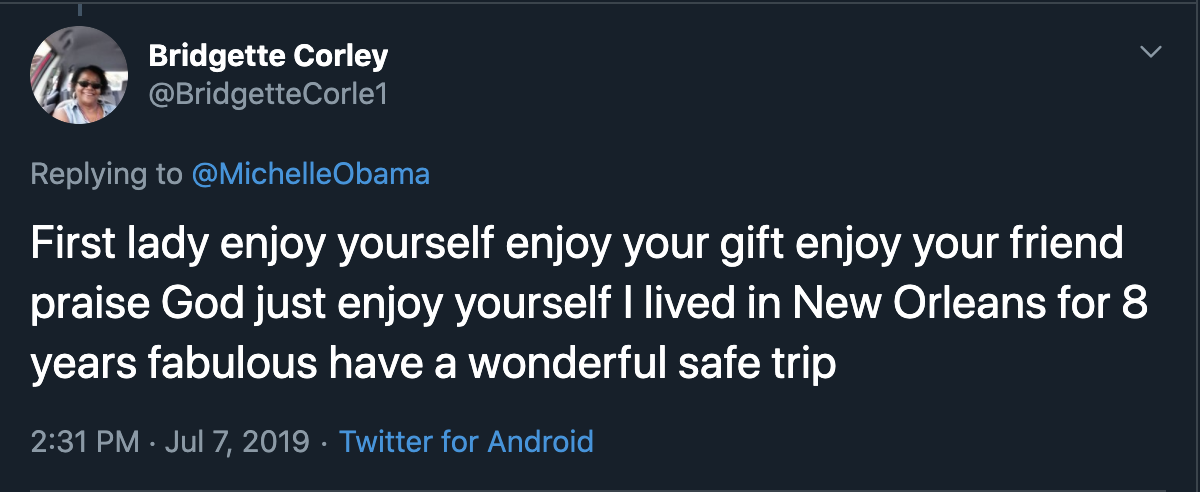 Bridgette Corley
@BridgetteCorle1
Replying to @MichelleObama
First lady enjoy yourself enjoy your gift enjoy your friend
praise God just enjoy yourself I lived in New Orleans for 8
years fabulous have a wonderful safe trip
2:31 PM · Jul 7, 2019 · Twitter for Android